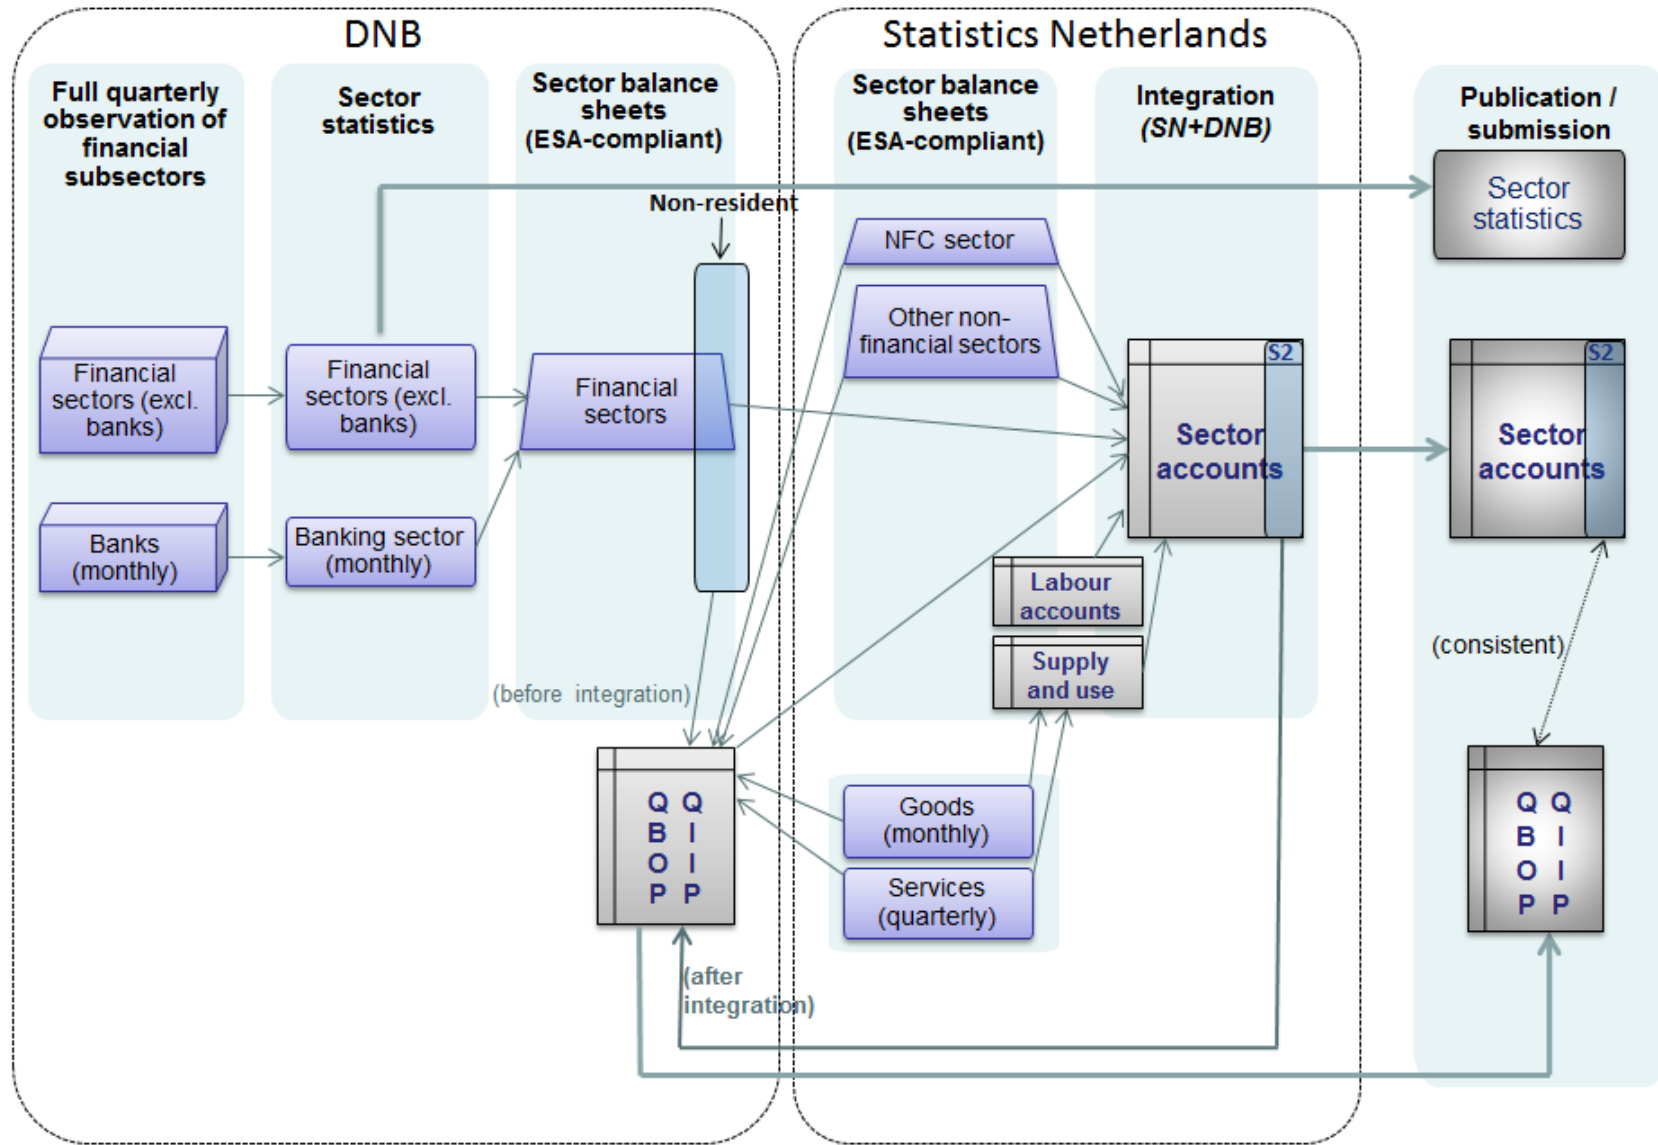 DNB
Statistics Netherlands
Full quarterly
observation of
financial
subsectors
Sector
statistics
Sector balance
sheets
(ESA-compliant)
Sector balance
sheets
(ESA-compliant)
Integration
(SN+DNB)
Publication /
submission
Sector
statistics
Non-resident
NFC sector
Other non-
financial sectors
Financial
sectors (excl.
banks)
Financial
sectors (excl.
banks)
Financial
sectors
S2
Sector
accounts
S2
Sector
accounts
Banks
(monthly)
Banking sector
(monthly)
Labour
accounts
Supply
and use
(consistent)
(before integration)
Q Q
B I
O I
P P
Goods
(monthly)
Services
(quarterly)
Q Q
B I
O I
P P
(after
integration)